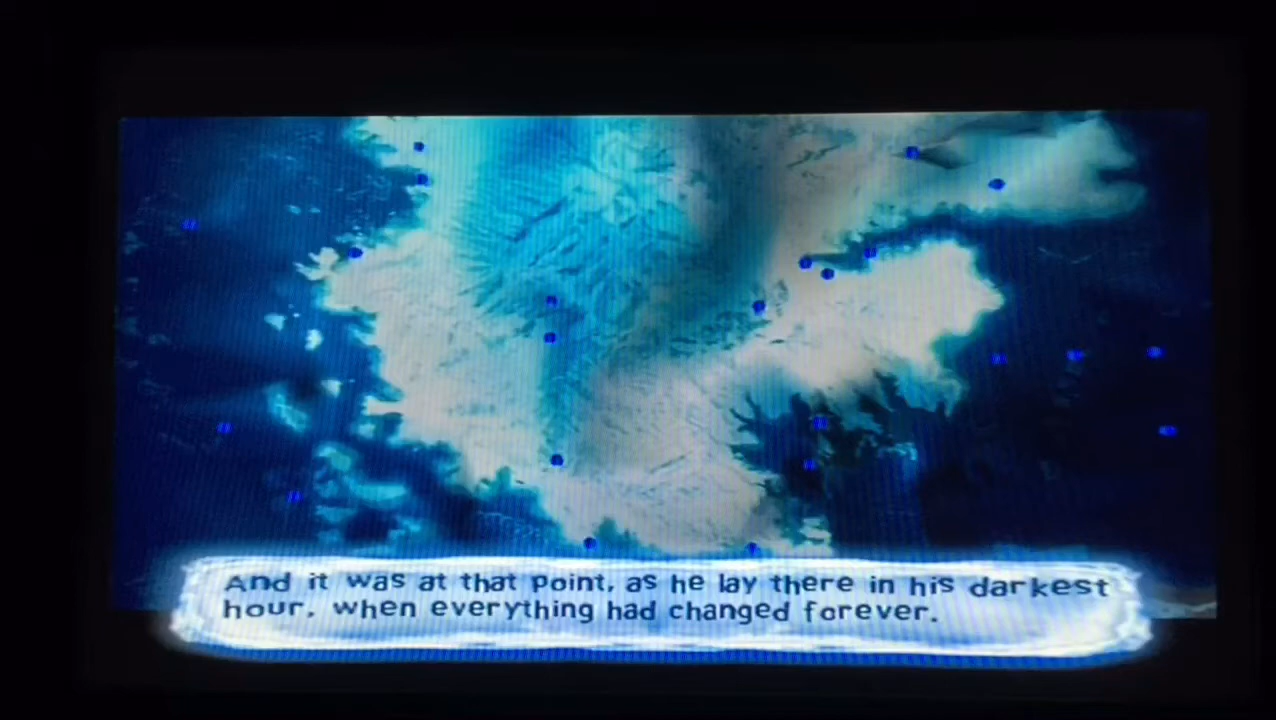 And it was at that point, as he lay there in his darkest
hour, when everything had changed forever.